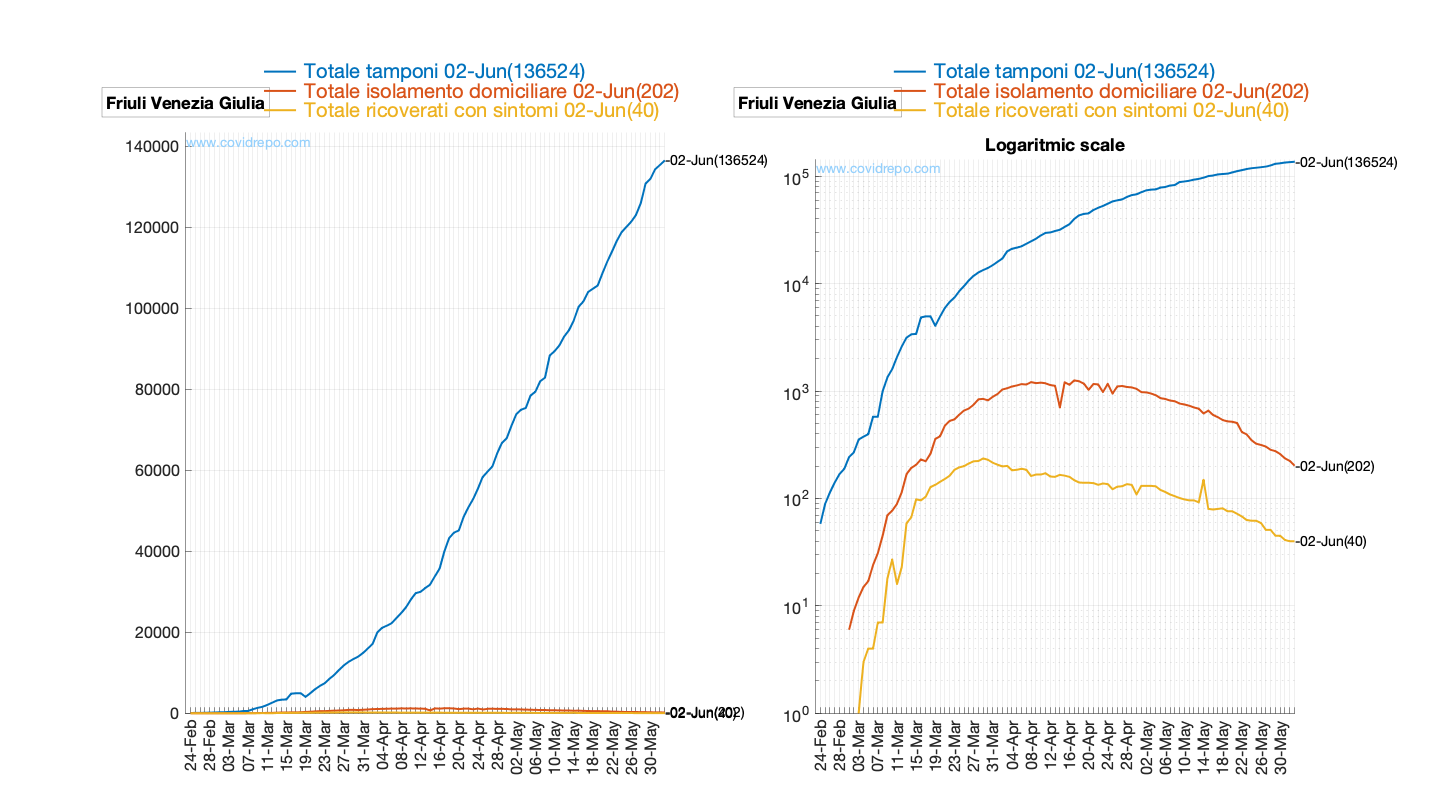 Totale tamponi 02-Jun(136524)
Totale isolamento domiciliare 02-Jun(202)
Totale ricoverati con sintomi 02-Jun(40)
Friuli Venezia Giulia
www.covidrepo.com
140000
120000
100000
80000
60000
40000
20000
0
02-Jun(136524)
02-Jun(202)
02-Jun(40)
24-Feb
28-Feb
03-Mar
07-Mar
11-Mar
15-Mar
19-Mar
23-Mar
27-Mar
31-Mar
04-Apr
08-Apr
12-Apr
16-Apr
20-Apr
24-Apr
28-Apr
02-May
06-May
10-May
14-May
18-May
22-May
26-May
30-May
Totale tamponi 02-Jun(136524)
Totale isolamento domiciliare 02-Jun(202)
Totale ricoverati con sintomi 02-Jun(40)
Friuli Venezia Giulia
Logaritmic scale
www.covidrepo.com
10^5
10^4
10^3
10^2
10^1
10^0
02-Jun(136524)
02-Jun(202)
02-Jun(40)
24-Feb
28-Feb
03-Mar
07-Mar
11-Mar
15-Mar
19-Mar
23-Mar
27-Mar
31-Mar
04-Apr
08-Apr
12-Apr
16-Apr
20-Apr
24-Apr
28-Apr
02-May
06-May
10-May
14-May
18-May
22-May
26-May
30-May